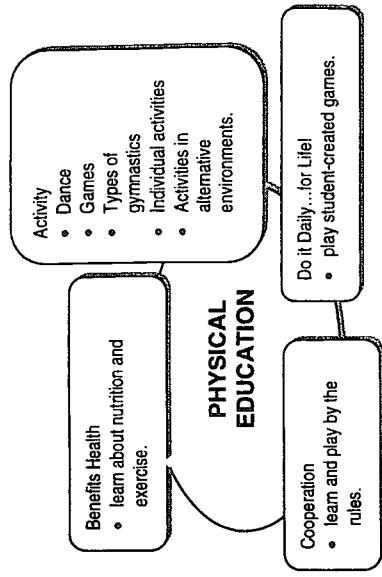 Activity
• Dance
• Games
• Types of
gymnastics
• Individual activities
• Activities in
alternative
environments.
Benefits Health
• learn about nutrition and
exercise.
PHYSICAL
EDUCATION
Do it Daily...for Life!
• play student-created games.
Cooperation
• learn and play by the
rules.